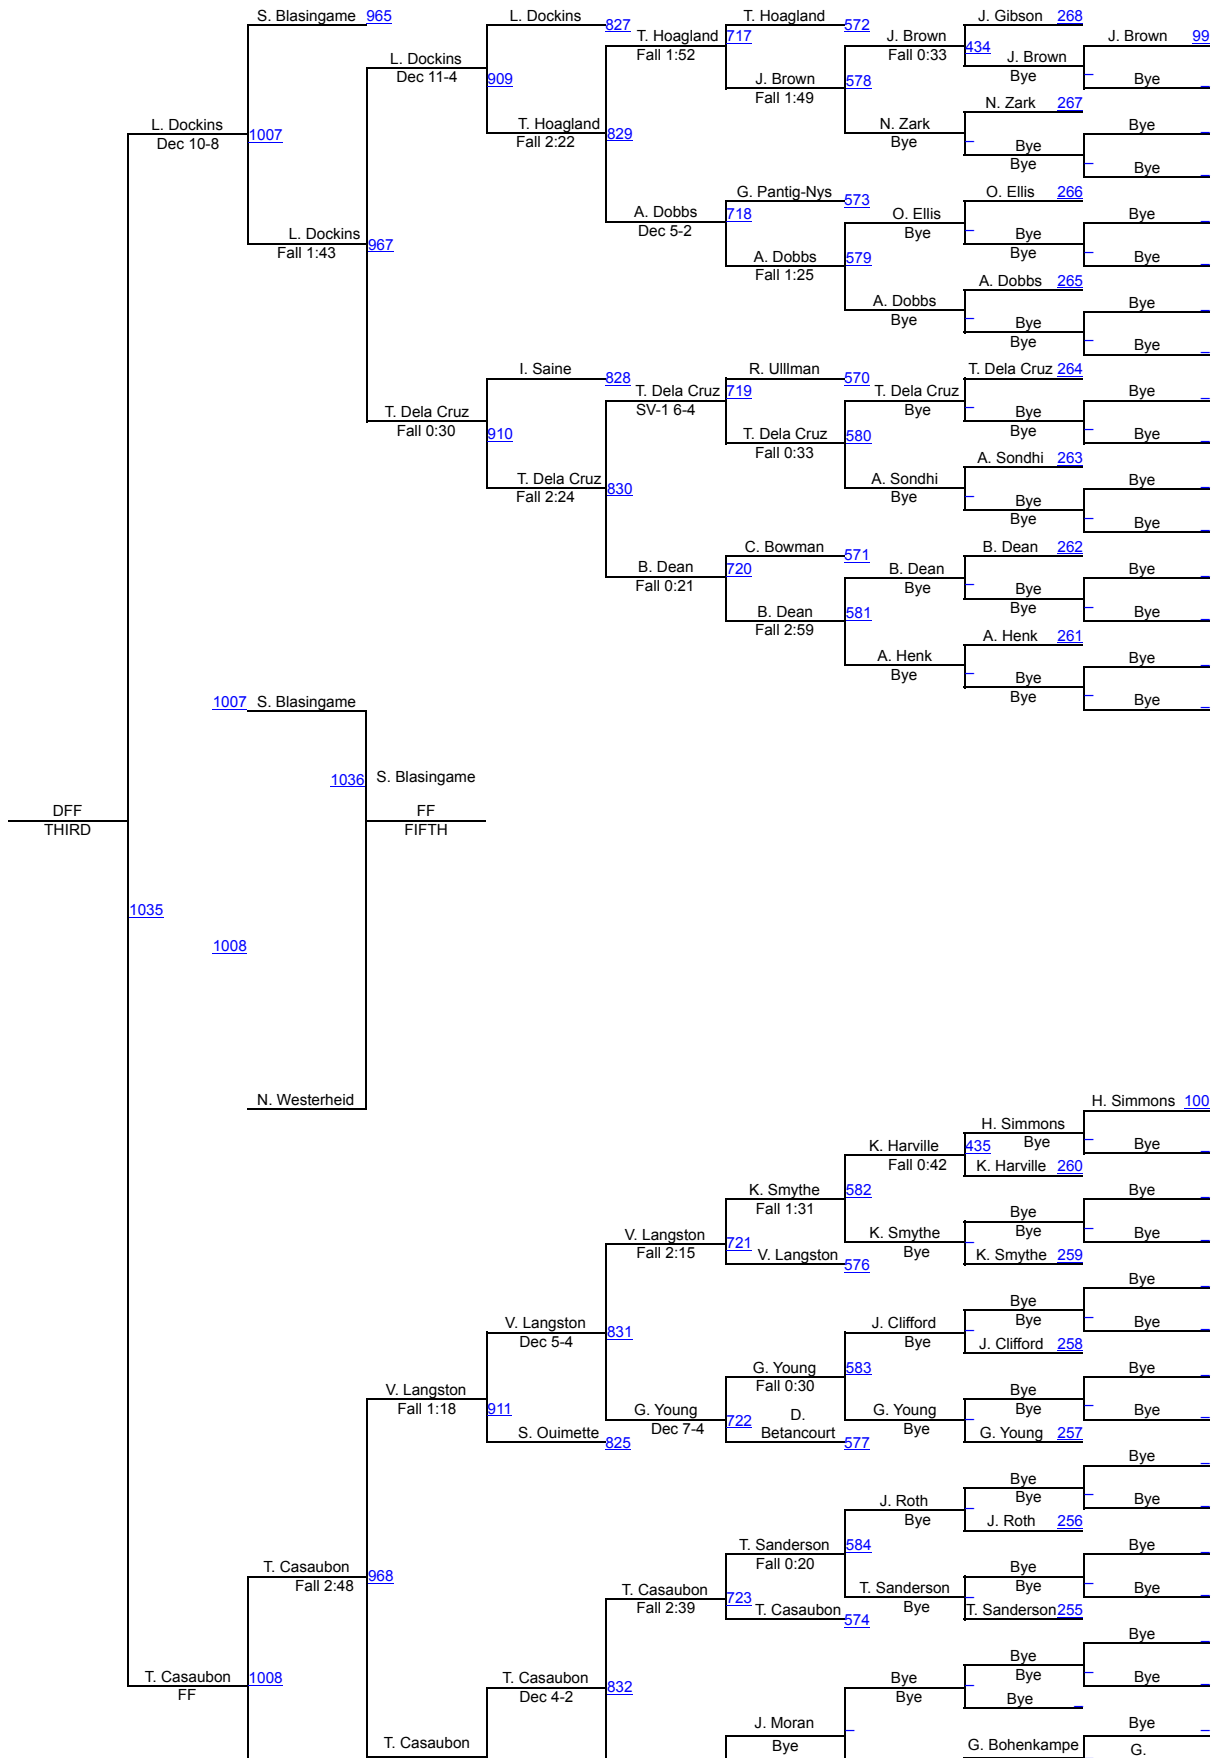 S. Blasingame 965
L. Dockins
T. Hoagland
J. Gibson 268
827
572
T. Hoagland 717
J. Brown
J. Brown 99
Fall 1:52
Fall 0:33
434
L. Dockins
J. Brown
Dec 11-4
909
J. Brown 578
Bye
Bye
Fall 1:49
N. Zark 267
L. Dockins
T. Hoagland
N. Zark
Bye
Dec 10-8
1007
Fall 2:22
829
Bye
Bye
Bye
Bye
G. Pantig-Nys 573
O. Ellis 266
A. Dobbs 718
O. Ellis
Bye
Dec 5-2
Bye
L. Dockins 967
Bye
Fall 1:43
A. Dobbs 579
Bye
Bye
Fall 1:25
A. Dobbs 265
A. Dobbs
Bye
Bye
Bye
Bye
Bye
I. Saine
R. Ulllman
T. Dela Cruz 264
828
570
T. Dela Cruz 719
T. Dela Cruz
Bye
SV-1 6-4
Bye
T. Dela Cruz
Bye
Fall 0:30
910
T. Dela Cruz 580
Bye
Bye
Fall 0:33
A. Sondhi 263
T. Dela Cruz 830
A. Sondhi
Bye
Fall 2:24
Bye
Bye
Bye
Bye
C. Bowman 571
B. Dean 262
B. Dean 720
B. Dean
Bye
Fall 0:21
Bye
Bye
B. Dean 581
Bye
Bye
Fall 2:59
A. Henk 261
A. Henk
Bye
Bye
Bye
Bye
Bye
1007 S. Blasingame
1036 S. Blasingame
DFF
FF
THIRD
FIFTH
1035
1008
N. Westerheid
H. Simmons 100
H. Simmons
K. Harville 435
Bye
Bye
Fall 0:42
K. Harville 260
K. Smythe 582
Bye
Fall 1:31
Bye
V. Langston
K. Smythe
Bye
Bye
Fall 2:15
721
Bye
V. Langston 576
K. Smythe 259
Bye
Bye
V. Langston 831
J. Clifford
Bye
Bye
Dec 5-4
Bye
J. Clifford 258
G. Young 583
Bye
Fall 0:30
V. Langston
Bye
Fall 1:18
911
G. Young
D.
G. Young
Bye
Bye
Dec 7-4
722
Bye
S. Ouimette 825
Betancourt 577
G. Young 257
Bye
Bye
J. Roth
Bye
Bye
Bye
J. Roth 256
T. Sanderson 584
Bye
Fall 0:20
T. Casaubon 968
Bye
Fall 2:48
T. Casaubon 723
T. Sanderson
Bye
Bye
Fall 2:39
Bye
T. Casaubon 574
T. Sanderson 255
Bye
Bye
T. Casaubon 1008
T. Casaubon 832
Bye
Bye
Bye
FF
Dec 4-2
Bye
Bye
J. Moran
Bye
T. Casaubon
Bye
G. Bohenkampe
G.